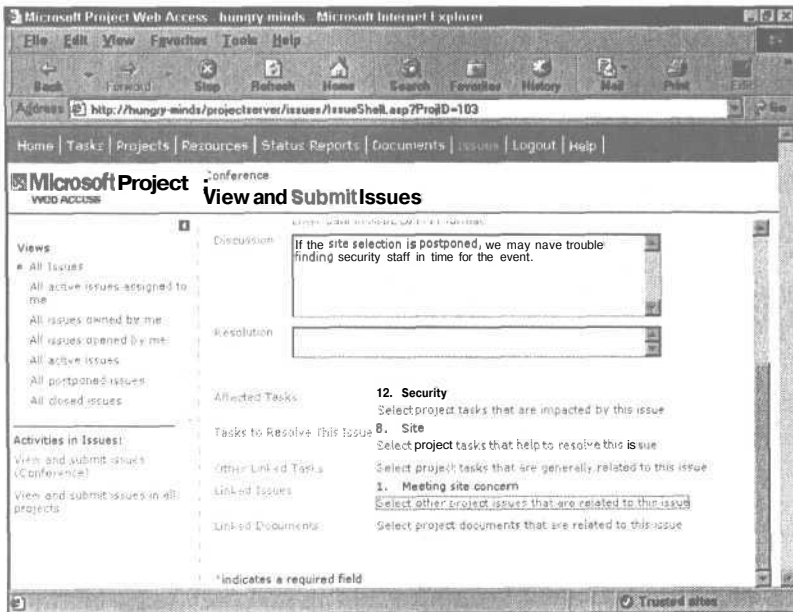 Microsoft Project Web Access - hungry minds - Microsoft Internet Explorer
File Edit View Favorites Tools Help
Back Forward Stop Refresh Home Search Favorites History Mail Print Edit
Address http://hungry-minds/projectserver/issues/IssueShell.asp?ProjID=103 Go
Home | Tasks | Projects | Resources | Status Reports | Documents | Issues | Logout | Help |
Microsoft Project :
WEB ACCESS
Conference
View and Submit Issues
Views
All Issues
All active issues assigned to
me
All issues owned by me
All issues opened by me
All active issues
All postponed issues
All closed issues
Activities in Issues:
View and submit issues
(Conference)
View and submit issues in all
projects
Discussion
If the site selection is postponed, we may nave trouble
finding security staff in time for the event.
Resolution
Affected Tasks
12. Security
Select project tasks that are impacted by this issue
Tasks to Resolve This Issue
8. Site
Select project tasks that help to resolve this is sue
Other Linked Tasks
Select project tasks that are generally related to this issue
Linked Issues
1. Meeting site concern
Select other project issues that are related to this issue
Linked Documents
Select project documents that are related to this issue
*indicates a required field
Trusted sites